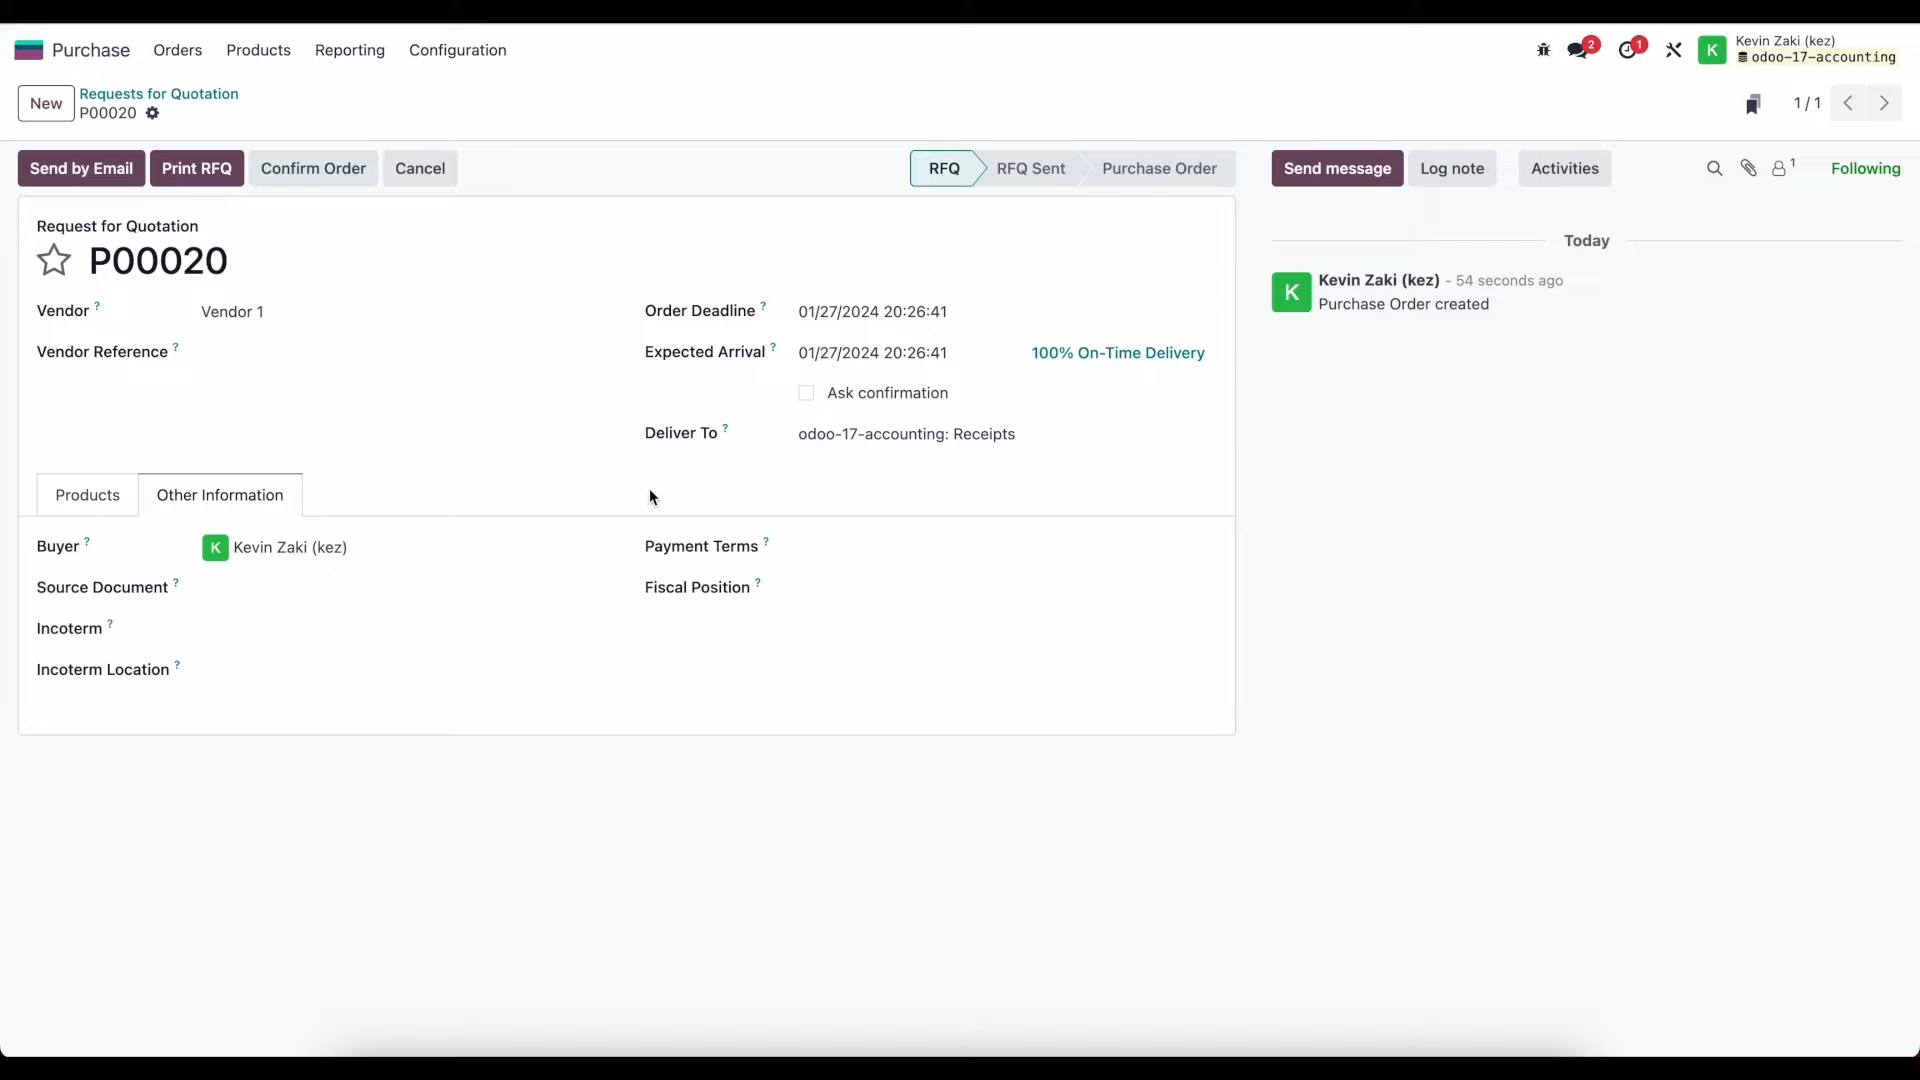 Purchase Orders Products Reporting Configuration
2 1 K Kevin Zaki (kez)
odoo-17-accounting
New Requests for Quotation
P00020
1 / 1
Send by Email Print RFQ Confirm Order Cancel
RFQ RFQ Sent Purchase Order
Send message Log note Activities 1 Following
Request for Quotation
P00020
Vendor ? Vendor 1
Vendor Reference ?
Order Deadline ? 01/27/2024 20:26:41
Expected Arrival ? 01/27/2024 20:26:41 100% On-Time Delivery
Ask confirmation
Deliver To ? odoo-17-accounting: Receipts
Products Other Information
Buyer ? K Kevin Zaki (kez)
Source Document ?
Incoterm ?
Incoterm Location ?
Payment Terms ?
Fiscal Position ?
Today
K Kevin Zaki (kez) - 54 seconds ago
Purchase Order created